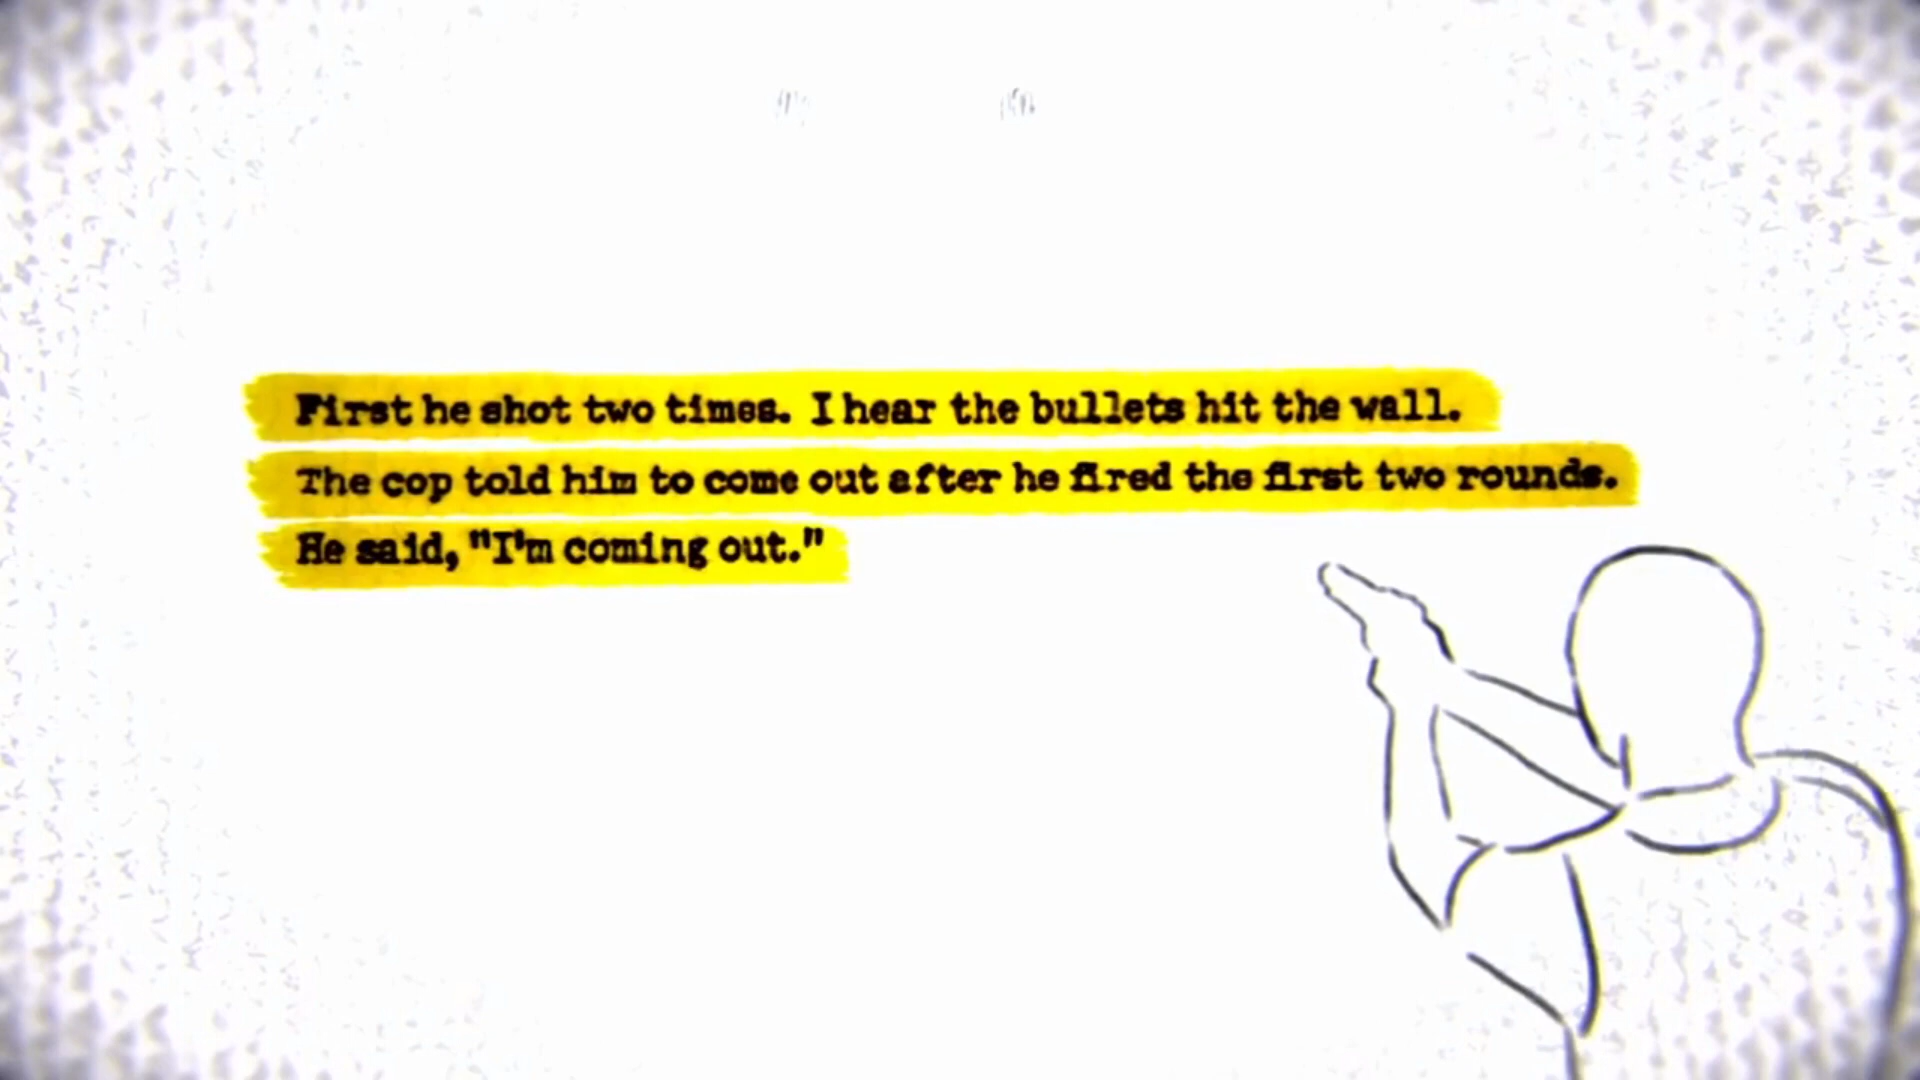 First he shot two times. I hear the bullets hit the wall.
The cop told him to come out after he fired the first two rounds.
He said, "I'm coming out."